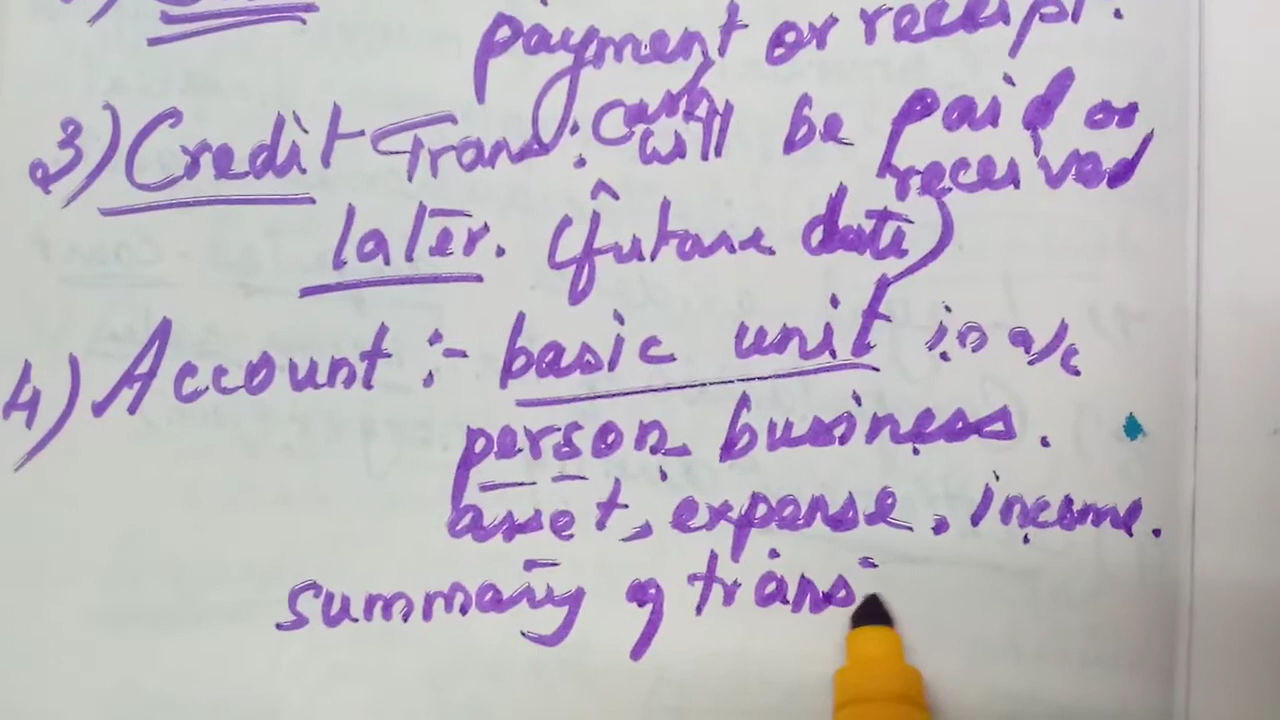 payment or receipt.
3) Credit Trans: Cash will be paid or received
later. (future date)
4) Account :- basic unit in a/c
person business.
asset, expense, income.
summary of trans